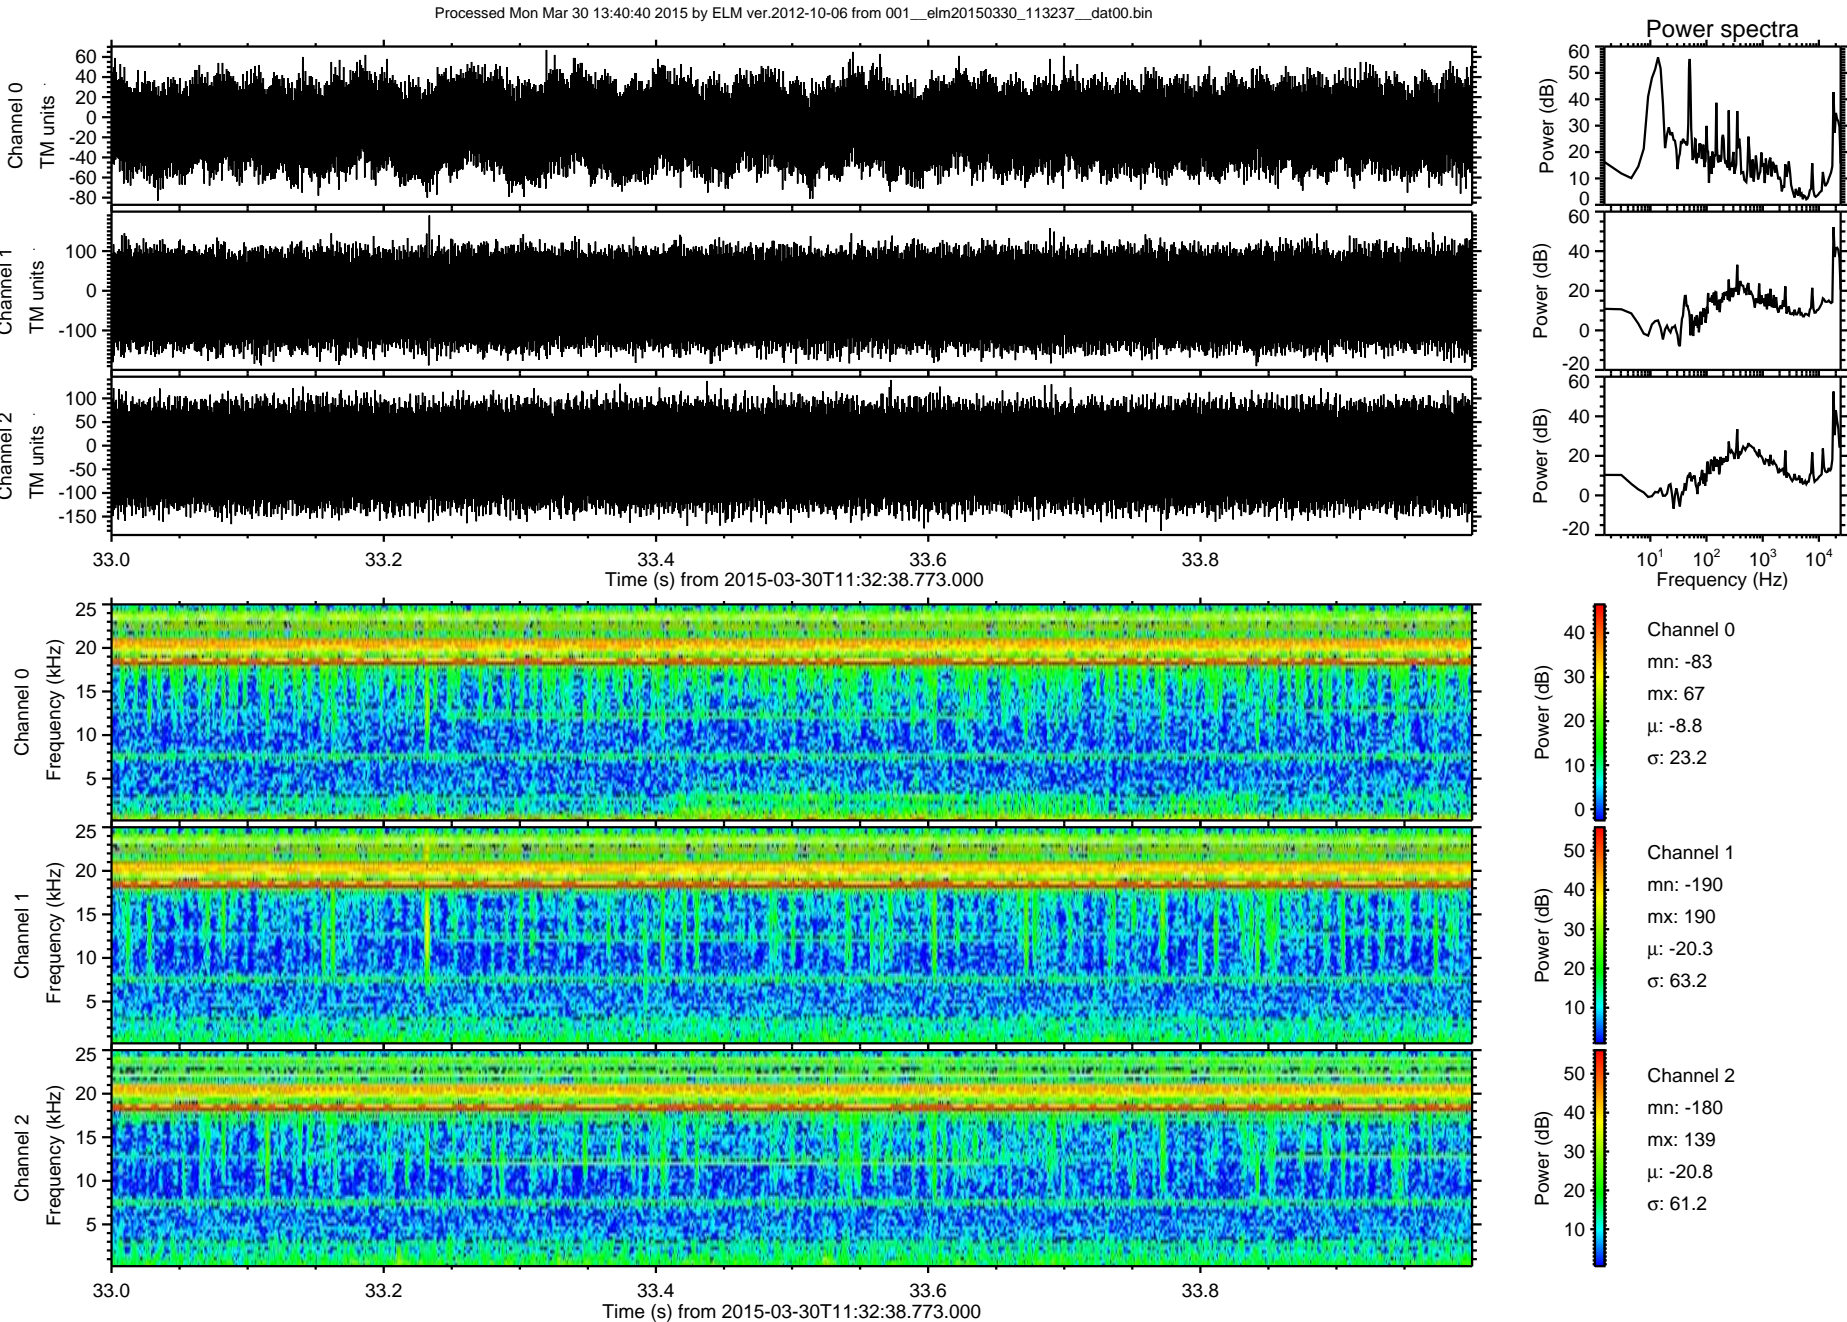 Processed Mon Mar 30 13:40:40 2015 by ELM ver.2012-10-06 from 001__elm20150330_113237__dat00.bin
Power spectra
Channel 0
TM units
60
40
20
0
-20
-40
-60
-80
Power (dB)
60
50
40
30
20
10
0
Channel 1
TM units
100
0
-100
Power (dB)
60
40
20
0
-20
Channel 2
TM units
100
50
0
-50
-100
-150
Power (dB)
60
40
20
0
-20
33.0 33.2 33.4 33.6 33.8
Time (s) from 2015-03-30T11:32:38.773.000
10¹ 10² 10³ 10⁴
Frequency (Hz)
Channel 0
Frequency (kHz)
25
20
15
10
5
Power (dB)
40
30
20
10
0
Channel 0
mn: -83
mx: 67
μ: -8.8
σ: 23.2
Channel 1
Frequency (kHz)
25
20
15
10
5
Power (dB)
50
40
30
20
10
Channel 1
mn: -190
mx: 190
μ: -20.3
σ: 63.2
Channel 2
Frequency (kHz)
25
20
15
10
5
Power (dB)
50
40
30
20
10
Channel 2
mn: -180
mx: 139
μ: -20.8
σ: 61.2
33.0 33.2 33.4 33.6 33.8
Time (s) from 2015-03-30T11:32:38.773.000